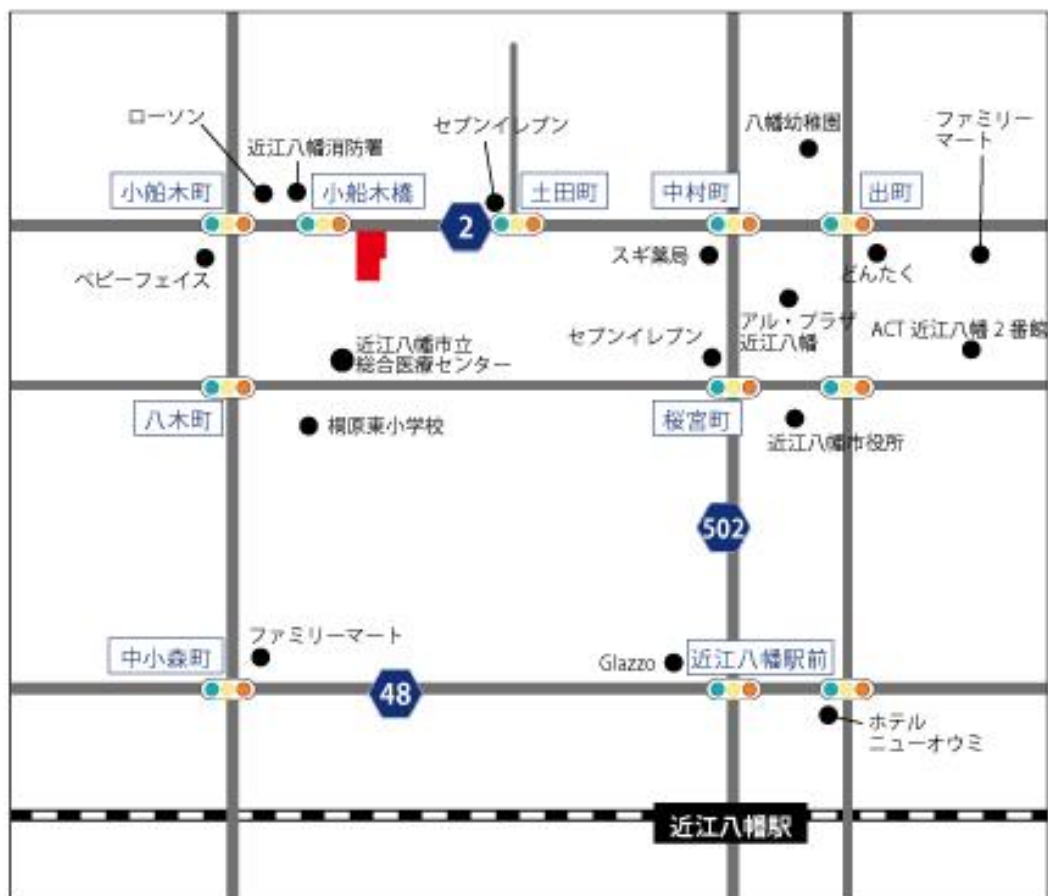 ローソン
近江八幡消防署
セブンイレブン
八幡幼稚園
ファミリー
マート
小船木町
小船木橋
土田町
中村町
出町
2
ベビーフェイス
スギ薬局
どんたく
近江八幡市立
総合医療センター
セブンイレブン
アル・プラザ
近江八幡
ACT 近江八幡 2 番館
八木町
桐原東小学校
桜宮町
近江八幡市役所
502
中小森町
ファミリーマート
Glazzo
近江八幡駅前
48
ホテル
ニューオウミ
近江八幡駅